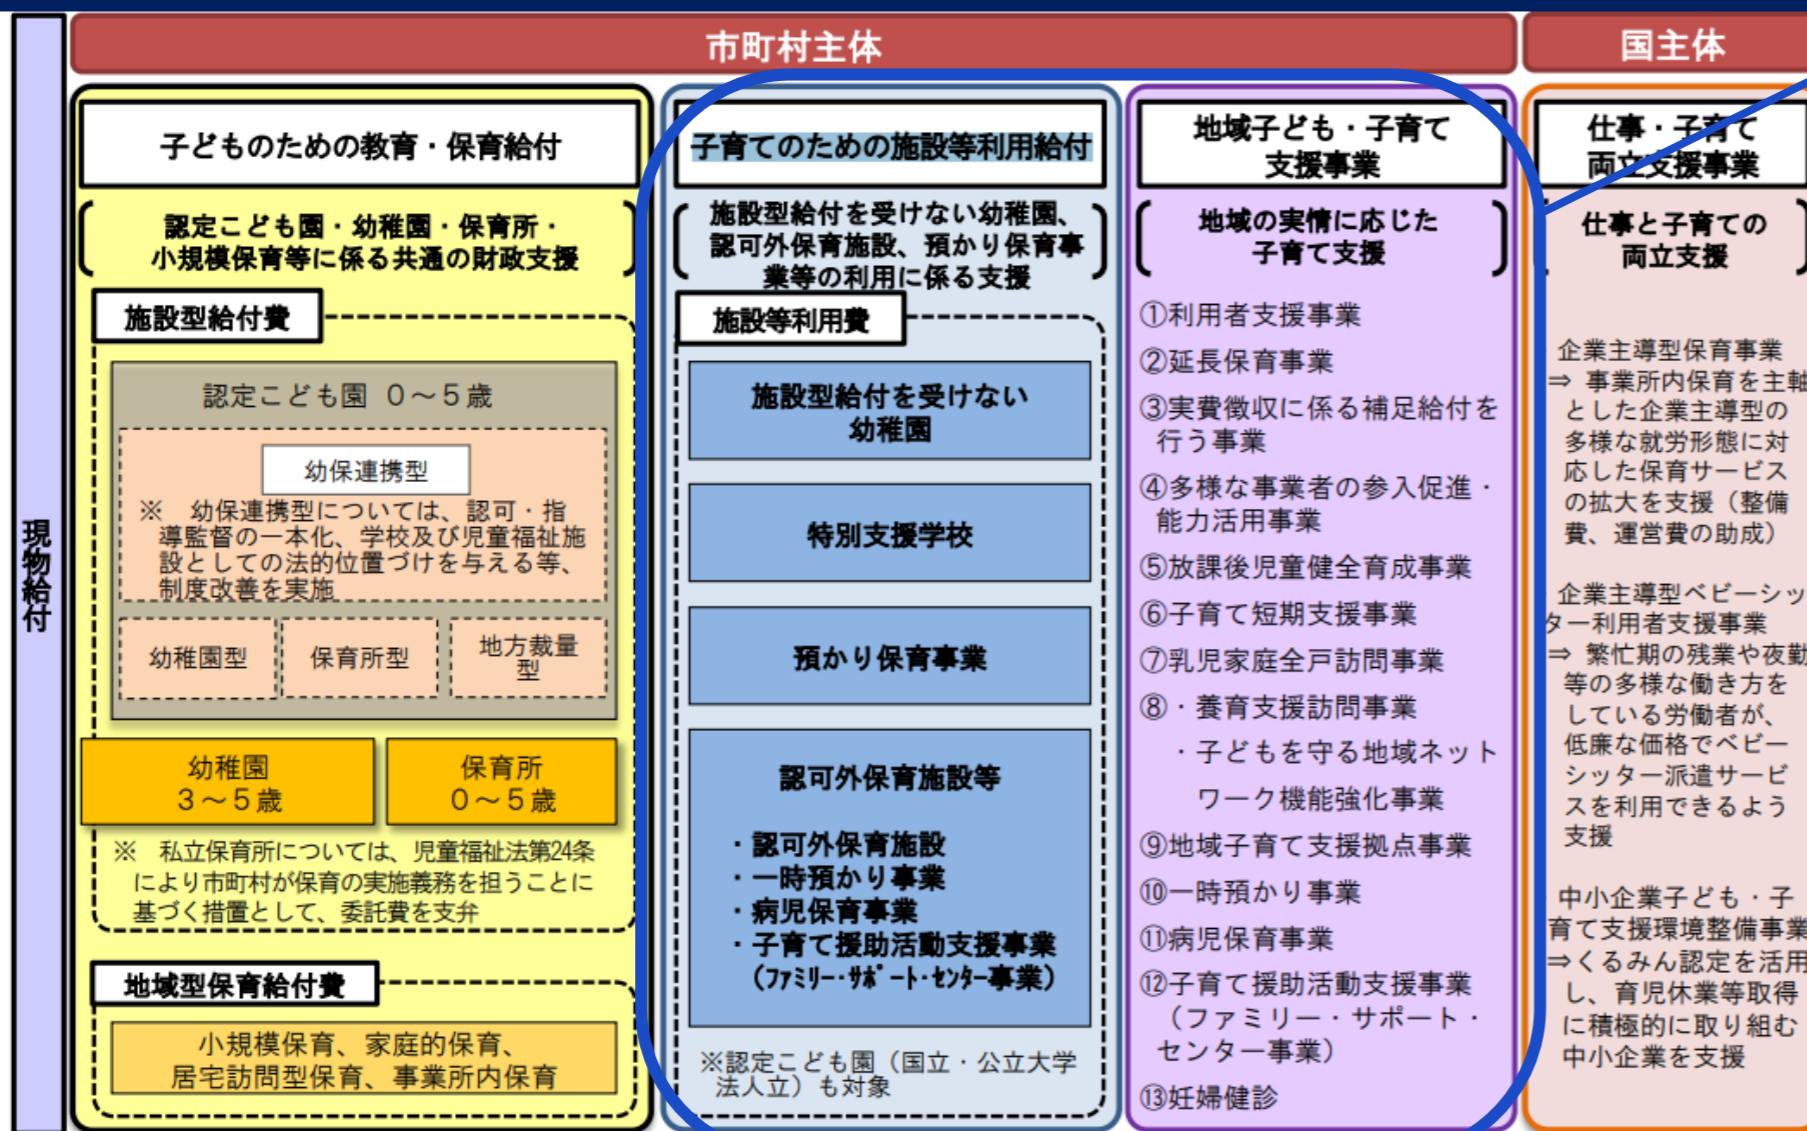 市町村主体
国主体
現物給付
子どものための教育・保育給付
認定こども園・幼稚園・保育所・
小規模保育等に係る共通の財政支援
施設型給付費
認定こども園 ０～５歳
幼保連携型
※　幼保連携型については、認可・指
導監督の一本化、学校及び児童福祉施
設としての法的位置づけを与える等、
制度改善を実施
幼稚園型
保育所型
地方裁量
型
幼稚園
３～５歳
保育所
０～５歳
※　私立保育所については、児童福祉法第24条
により市町村が保育の実施義務を担うことに
基づく措置として、委託費を支弁
地域型保育給付費
小規模保育、家庭的保育、
居宅訪問型保育、事業所内保育
子育てのための施設等利用給付
施設型給付を受けない幼稚園、
認可外保育施設、預かり保育事
業等の利用に係る支援
施設等利用費
施設型給付を受けない
幼稚園
特別支援学校
預かり保育事業
認可外保育施設等
・認可外保育施設
・一時預かり事業
・病児保育事業
・子育て援助活動支援事業
（ﾌｧﾐﾘｰ･ｻﾎﾟｰﾄ･ｾﾝﾀｰ事業）
※認定こども園（国立・公立大学
法人立）も対象
地域子ども・子育て
支援事業
地域の実情に応じた
子育て支援
①利用者支援事業
②延長保育事業
③実費徴収に係る補足給付を
行う事業
④多様な事業者の参入促進・
能力活用事業
⑤放課後児童健全育成事業
⑥子育て短期支援事業
⑦乳児家庭全戸訪問事業
⑧・養育支援訪問事業
・子どもを守る地域ネット
ワーク機能強化事業
⑨地域子育て支援拠点事業
⑩一時預かり事業
⑪病児保育事業
⑫子育て援助活動支援事業
（ファミリー・サポート・
センター事業）
⑬妊婦健診
仕事・子育て
両立支援事業
仕事と子育ての
両立支援
企業主導型保育事業
⇒ 事業所内保育を主軸
とした企業主導型の
多様な就労形態に対
応した保育サービス
の拡大を支援（整備
費、運営費の助成）
企業主導型ベビーシッ
ター利用者支援事業
⇒ 繁忙期の残業や夜勤
等の多様な働き方を
している労働者が、
低廉な価格でベビー
シッター派遣サービ
スを利用できるよう
支援
中小企業子ども・子
育て支援環境整備事業
⇒くるみん認定を活用
し、育児休業等取得
に積極的に取り組む
中小企業を支援